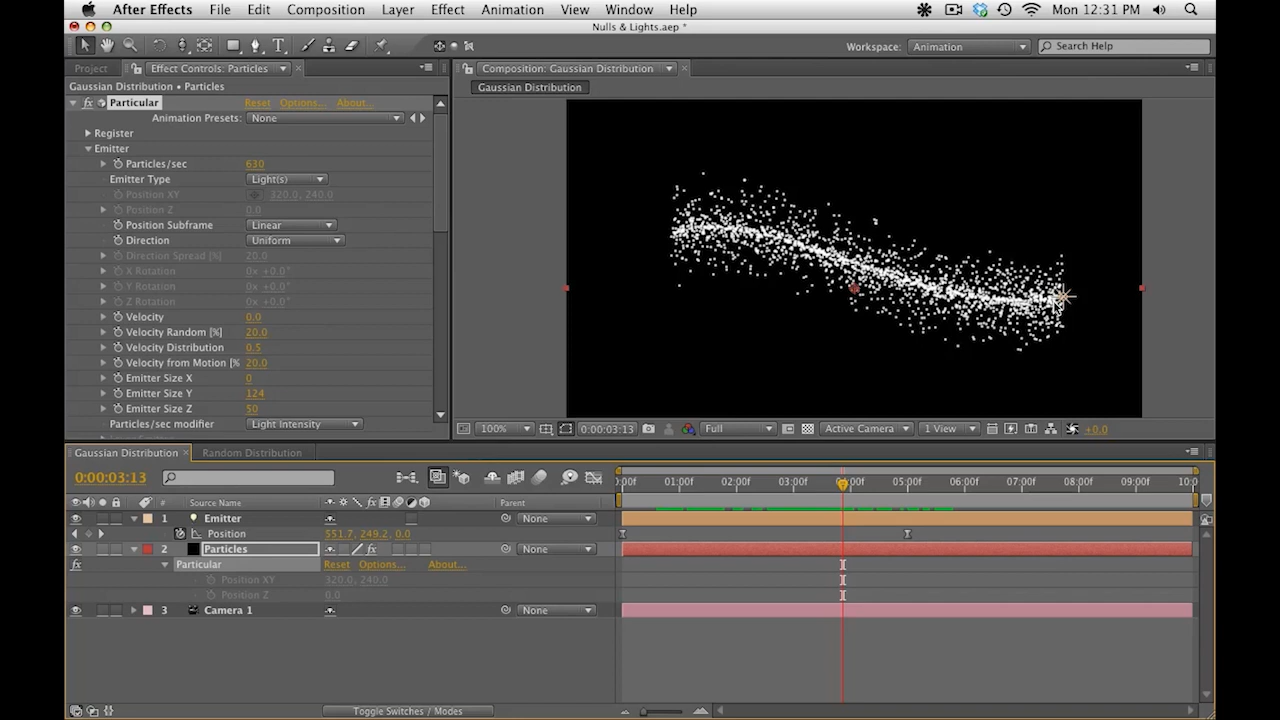 After Effects File Edit Composition Layer Effect Animation View Window Help Mon 12:31 PM
Nulls & Lights.aep *
Workspace: Animation Search Help
Project Effect Controls: Particles Composition: Gaussian Distribution
Gaussian Distribution • Particles Gaussian Distribution
fx Particular Reset Options... About...
Animation Presets: None
Register
Emitter
Particles/sec 630
Emitter Type Light(s)
Position XY 320.0, 240.0
Position Z 0.0
Position Subframe Linear
Direction Uniform
Direction Spread [%] 20.0
X Rotation 0x +0.0°
Y Rotation 0x +0.0°
Z Rotation 0x +0.0°
Velocity 0.0
Velocity Random [%] 20.0
Velocity Distribution 0.5
Velocity from Motion [% 20.0
Emitter Size X 0
Emitter Size Y 124
Emitter Size Z 50
Particles/sec modifier Light Intensity
100% 0:00:03:13 Full Active Camera 1 View +0.0
Gaussian Distribution Random Distribution
0:00:03:13
:00f 01:00f 02:00f 03:00f 04:00f 05:00f 06:00f 07:00f 08:00f 09:00f 10:0
# Source Name fx Parent
1 Emitter None
Position 551.7, 249.2, 0.0
2 Particles fx None
fx Particular Reset Options... About...
Position XY 320.0, 240.0
Position Z 0.0
3 Camera 1 None
Toggle Switches / Modes